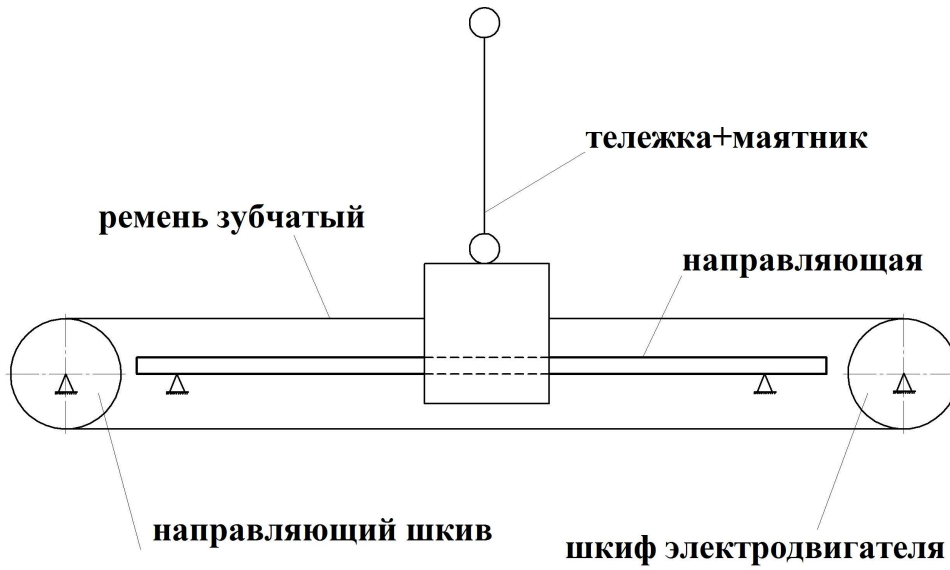 тележка+маятник
ремень зубчатый
направляющая
направляющий шкив
шкиф электродвигателя